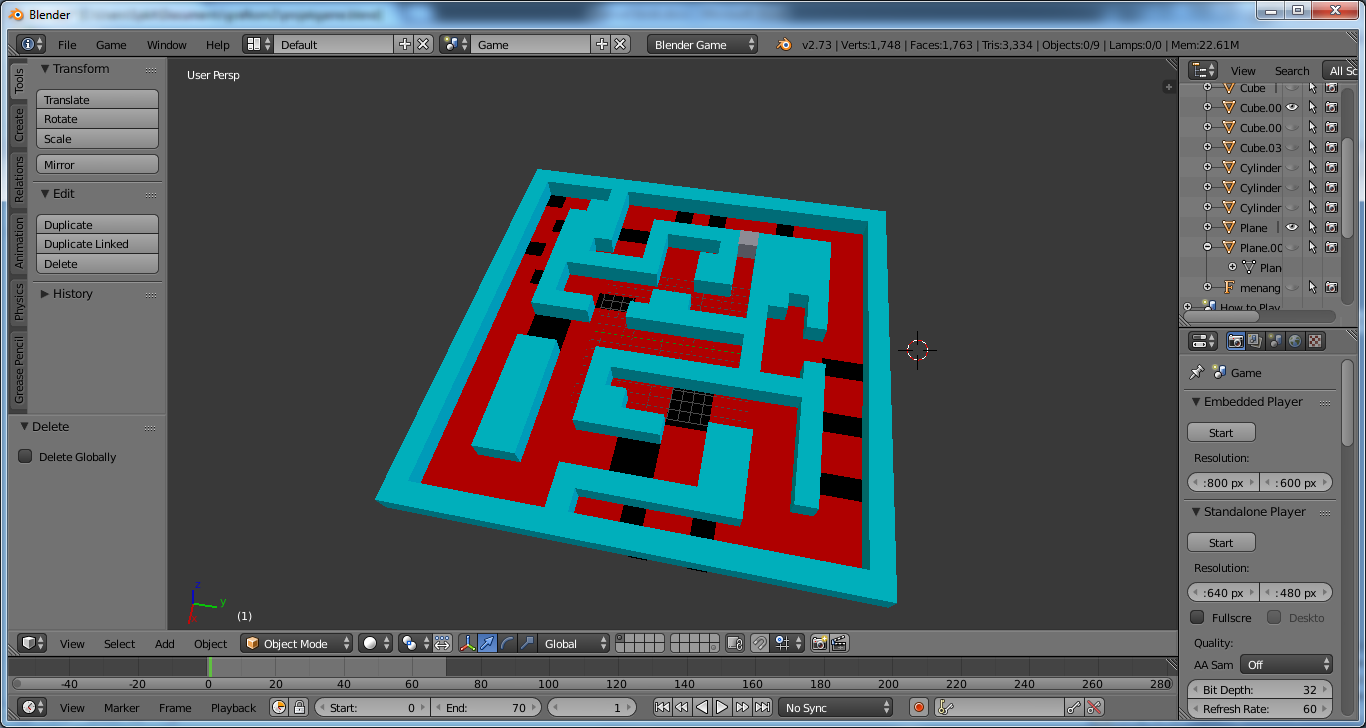 Blender
File Game Window Help Default Game Blender Game v2.73 | Verts:1,748 | Faces:1,763 | Tris:3,334 | Objects:0/9 | Lamps:0/0 | Mem:22.61M
Tools
Create
Relations
Animation
Physics
Grease Pencil
Transform
Translate
Rotate
Scale
Mirror
Edit
Duplicate
Duplicate Linked
Delete
History
Delete
Delete Globally
User Persp
z
y
(1)
View Select Add Object Object Mode Global
-40 -20 0 20 40 60 80 100 120 140 160 180 200 220 240 260 280
View Marker Frame Playback Start: 0 End: 70 1 No Sync
View Search All Sc
Cube
Cube.00
Cube.00
Cube.03
Cylinder
Cylinder
Cylinder
Plane
Plane.00
Plan
menang
How to Play
Game
Embedded Player
Start
Resolution:
:800 px : 600 px
Standalone Player
Start
Resolution:
:640 px : 480 px
Fullscre Deskto
Quality:
AA Sam Off
Bit Depth: 32
Refresh Rate: 60